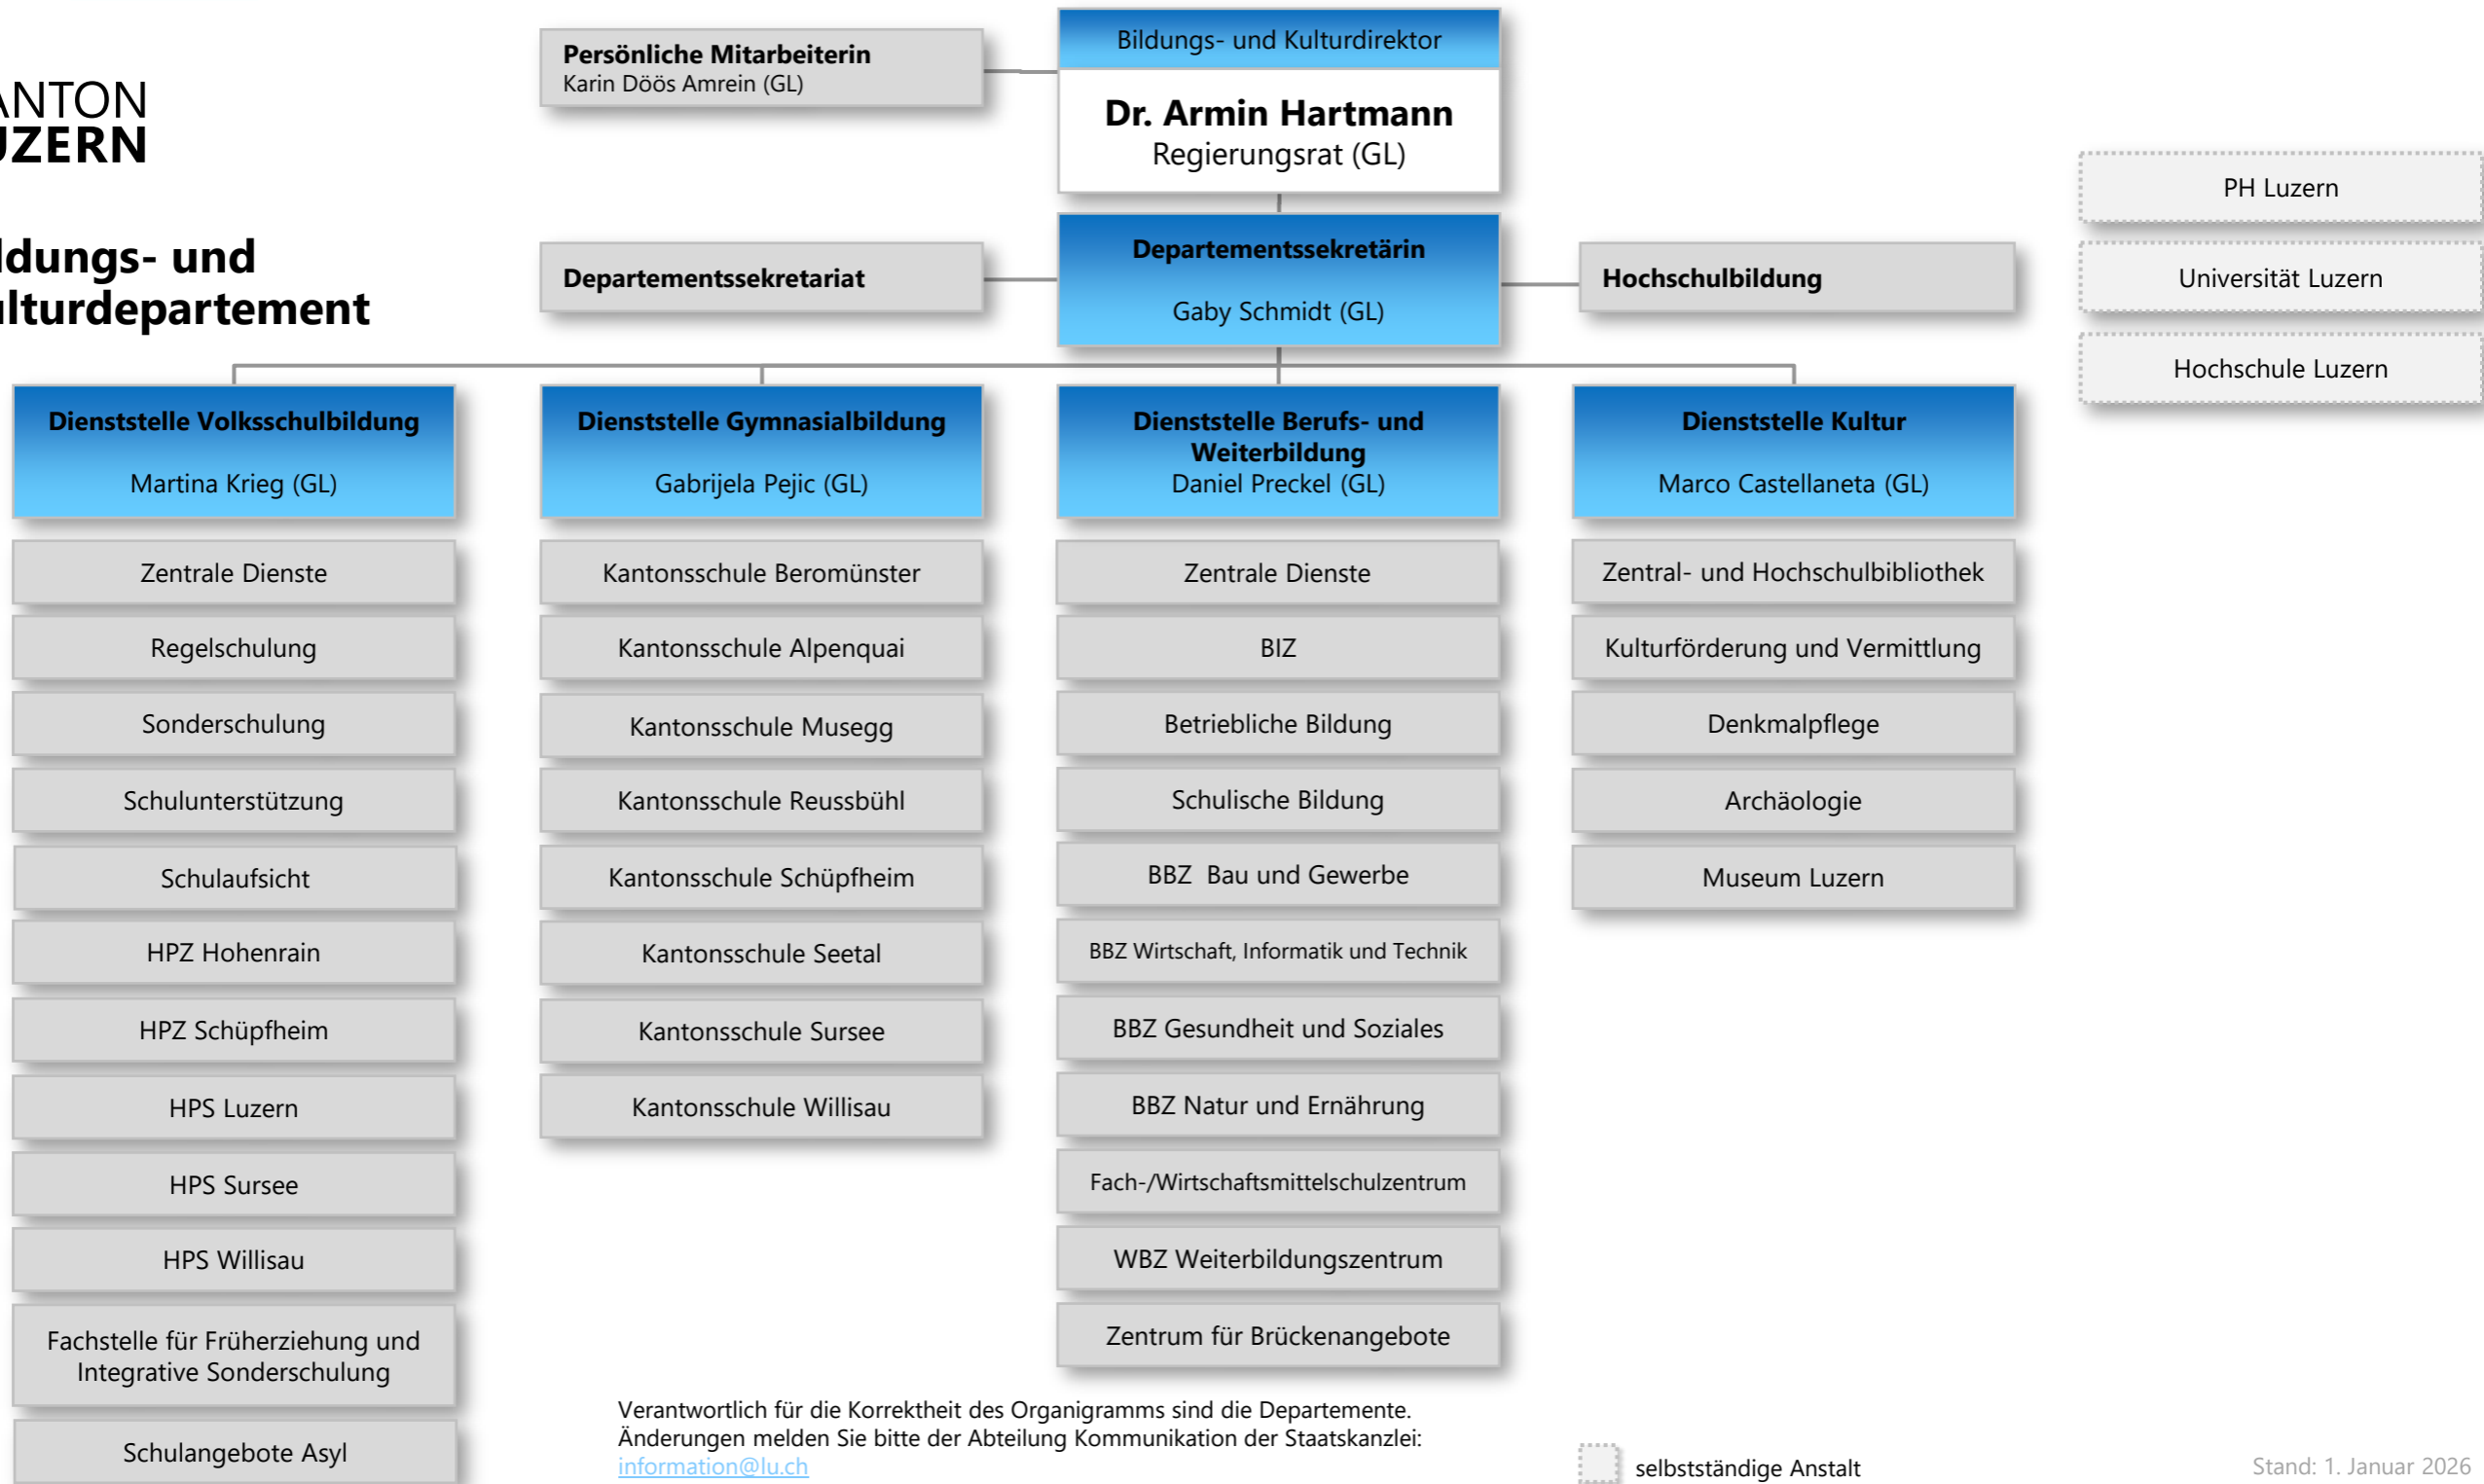 ANTON
UZERN
ldungs- und
ulturdepartement
Persönliche Mitarbeiterin
Karin Döös Amrein (GL)
Bildungs- und Kulturdirektor
Dr. Armin Hartmann
Regierungsrat (GL)
Departementssekretariat
Departementssekretärin
Gaby Schmidt (GL)
Hochschulbildung
PH Luzern
Universität Luzern
Hochschule Luzern
Dienststelle Volksschulbildung
Martina Krieg (GL)
Zentrale Dienste
Regelschulung
Sonderschulung
Schulunterstützung
Schulaufsicht
HPZ Hohenrain
HPZ Schüpfheim
HPS Luzern
HPS Sursee
HPS Willisau
Fachstelle für Früherziehung und
Integrative Sonderschulung
Schulangebote Asyl
Dienststelle Gymnasialbildung
Gabrijela Pejic (GL)
Kantonsschule Beromünster
Kantonsschule Alpenquai
Kantonsschule Musegg
Kantonsschule Reussbühl
Kantonsschule Schüpfheim
Kantonsschule Seetal
Kantonsschule Sursee
Kantonsschule Willisau
Dienststelle Berufs- und
Weiterbildung
Daniel Preckel (GL)
Zentrale Dienste
BIZ
Betriebliche Bildung
Schulische Bildung
BBZ Bau und Gewerbe
BBZ Wirtschaft, Informatik und Technik
BBZ Gesundheit und Soziales
BBZ Natur und Ernährung
Fach-/Wirtschaftsmittelschulzentrum
WBZ Weiterbildungszentrum
Zentrum für Brückenangebote
Dienststelle Kultur
Marco Castellaneta (GL)
Zentral- und Hochschulbibliothek
Kulturförderung und Vermittlung
Denkmalpflege
Archäologie
Museum Luzern
Verantwortlich für die Korrektheit des Organigramms sind die Departemente.
Änderungen melden Sie bitte der Abteilung Kommunikation der Staatskanzlei:
information@lu.ch
selbstständige Anstalt
Stand: 1. Januar 2026